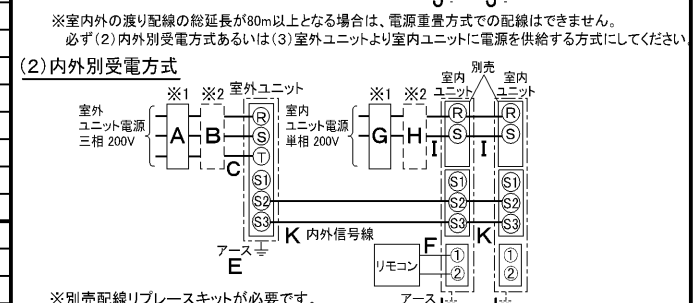 ※室内外の渡り配線の総延長が80m以上となる場合は、電源重畳方式での配線はできません。
必ず(2)内外別受電方式あるいは(3)室外ユニットより室内ユニットに電源を供給する方式にしてください
(2)内外別受電方式
別売
※1 ※2 室外ユニット ※1 ※2 室内ユニット 室内ユニット
室外
ユニット電源
三相 200V
A B C
R
S
T
S1
S2
S3
室内
ユニット電源
単相 200V
G H I I
R R
S S
S1 S1
S2 S2
S3 S3
K 内外信号線 K
アース
E
リモコン F
① ①
② ②
※別売配線リプレースキットが必要です。
アース